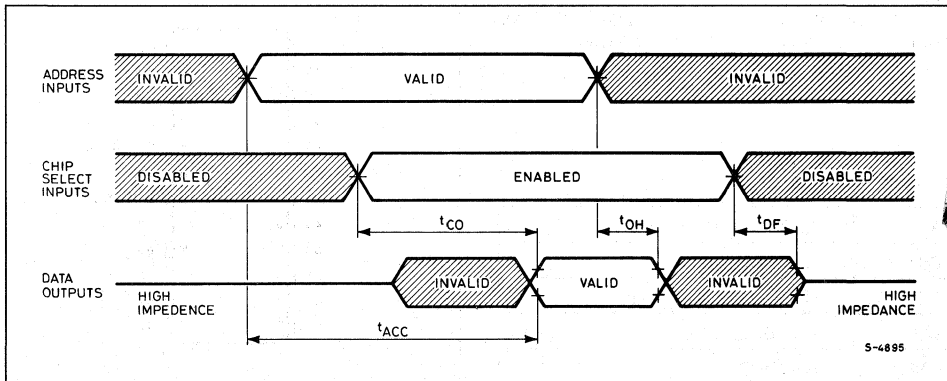 ADDRESS
INPUTS
INVALID
VALID
INVALID
CHIP
SELECT
INPUTS
DISABLED
ENABLED
DISABLED
tCO
tOH
tDF
DATA
OUTPUTS
HIGH
IMPEDENCE
INVALID
VALID
INVALID
HIGH
IMPEDANCE
tACC
S-4895